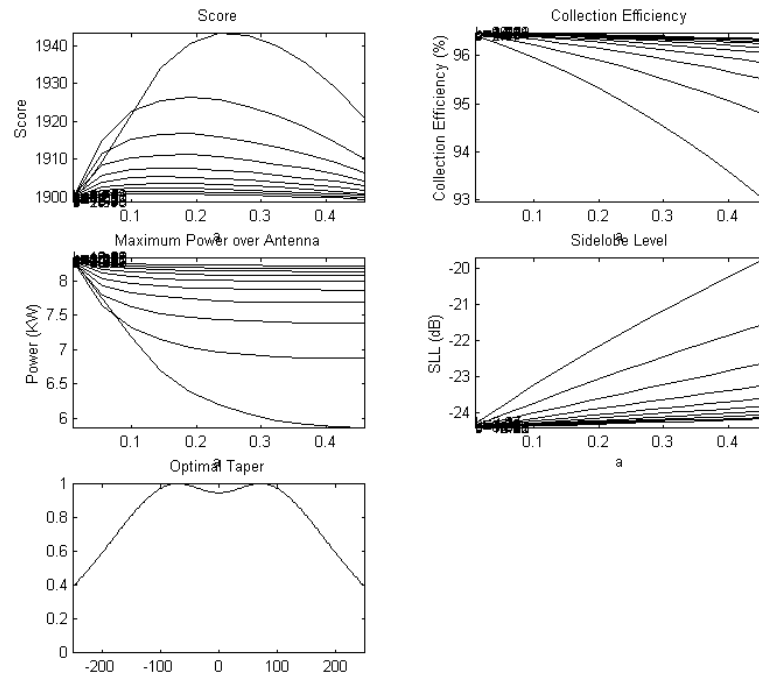 Score
Collection Efficiency
1940
1930
1920
1910
1900
Score
0.1 0.2 0.3 0.4
a
96
95
94
93
Collection Efficiency (%)
0.1 0.2 0.3 0.4
a
Maximum Power over Antenna
Sidelobe Level
8
7.5
7
6.5
6
Power (KW)
0.1 0.2 0.3 0.4
a
-20
-21
-22
-23
-24
SLL (dB)
0.1 0.2 0.3 0.4
a
Optimal Taper
1
0.8
0.6
0.4
0.2
0
-200 -100 0 100 200